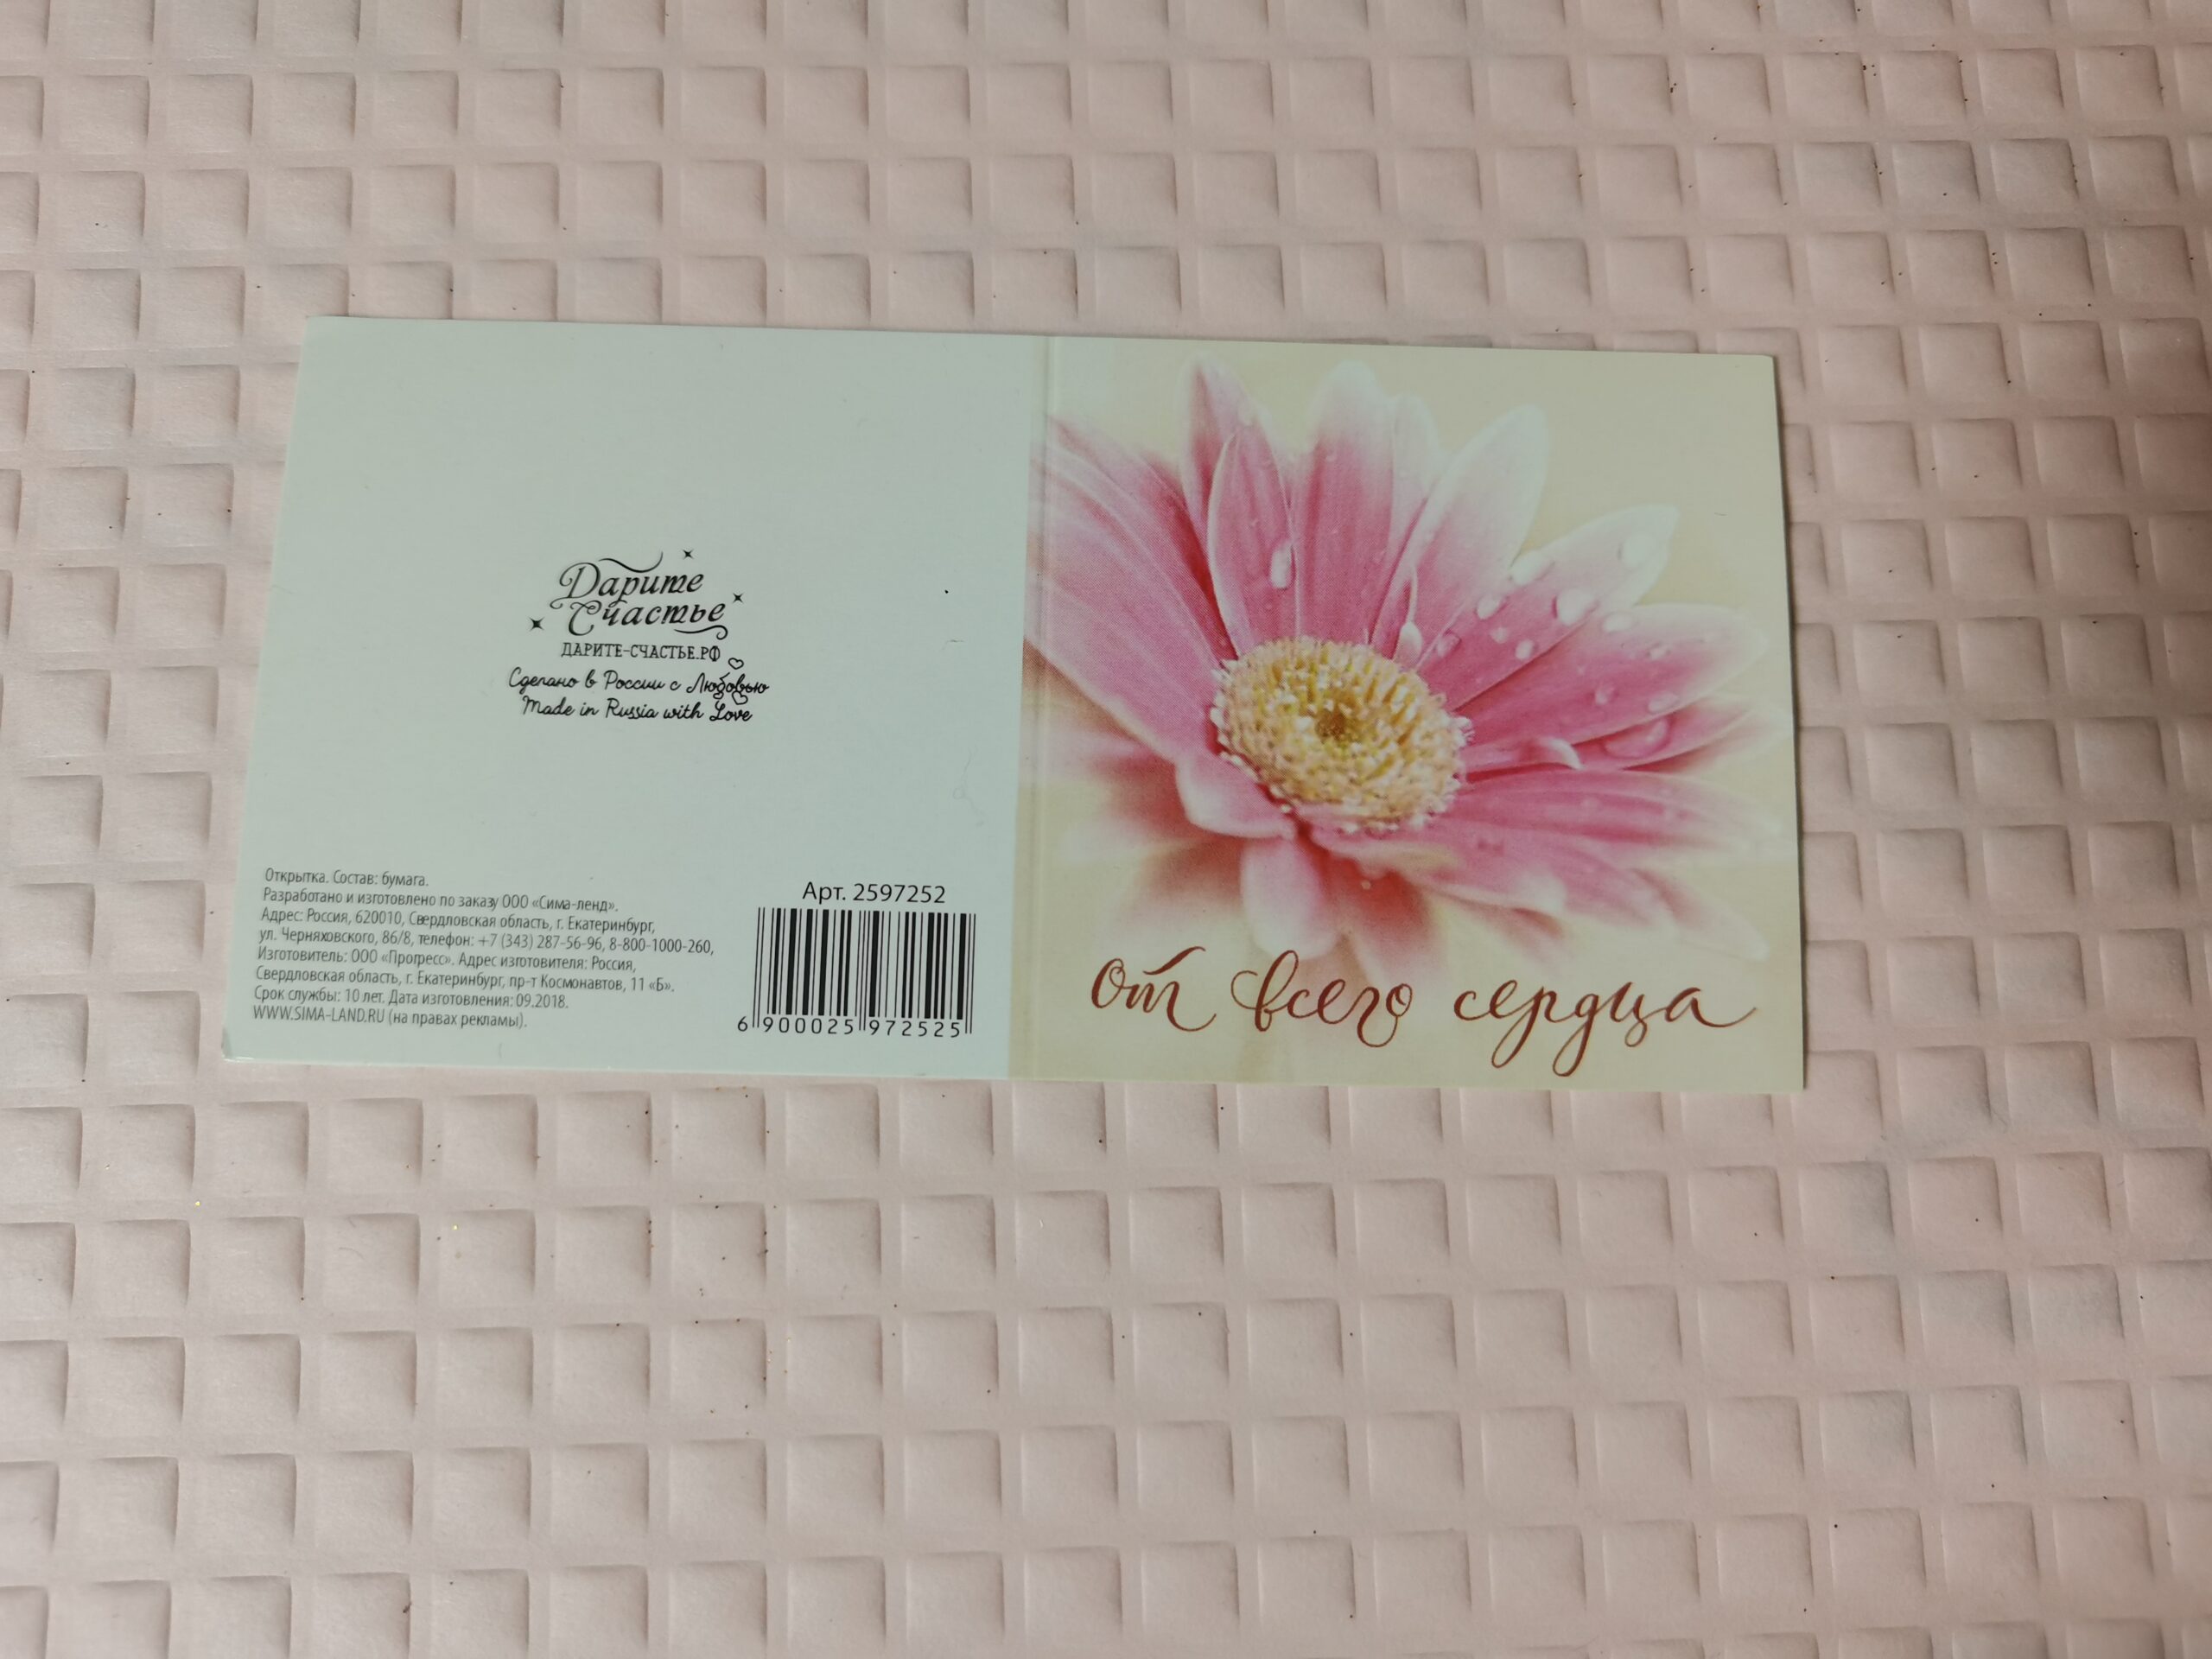 Дарите
Счастье
ДАРИТЕ-СЧАСТЬЕ.РФ
Сделано в России с Любовью
Made in Russia with Love
Открытка. Состав: бумага.
Разработано и изготовлено по заказу ООО «Сима-ленд».
Адрес: Россия, 620010, Свердловская область, г. Екатеринбург,
ул. Черняховского, 86/8, телефон: +7 (343) 287-56-96, 8-800-1000-260,
Изготовитель: ООО «Прогресс». Адрес изготовителя: Россия,
Свердловская область, г. Екатеринбург, пр-т Космонавтов, 11 «Б».
Срок службы: 10 лет. Дата изготовления: 09.2018.
WWW.SIMA-LAND.RU (на правах рекламы).
Арт. 2597252
6 900025 972525
от всего сердца